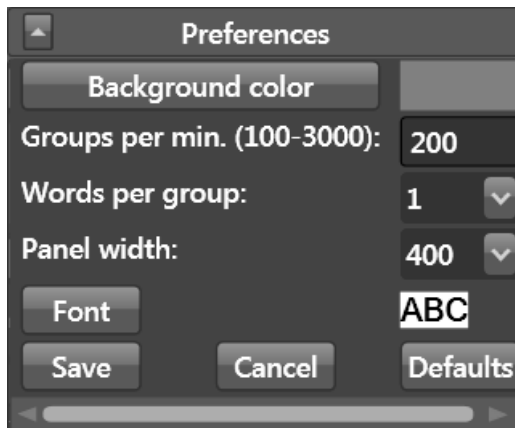 Preferences
Background color
Groups per min. (100-3000): 200
Words per group: 1
Panel width: 400
Font ABC
Save Cancel Defaults